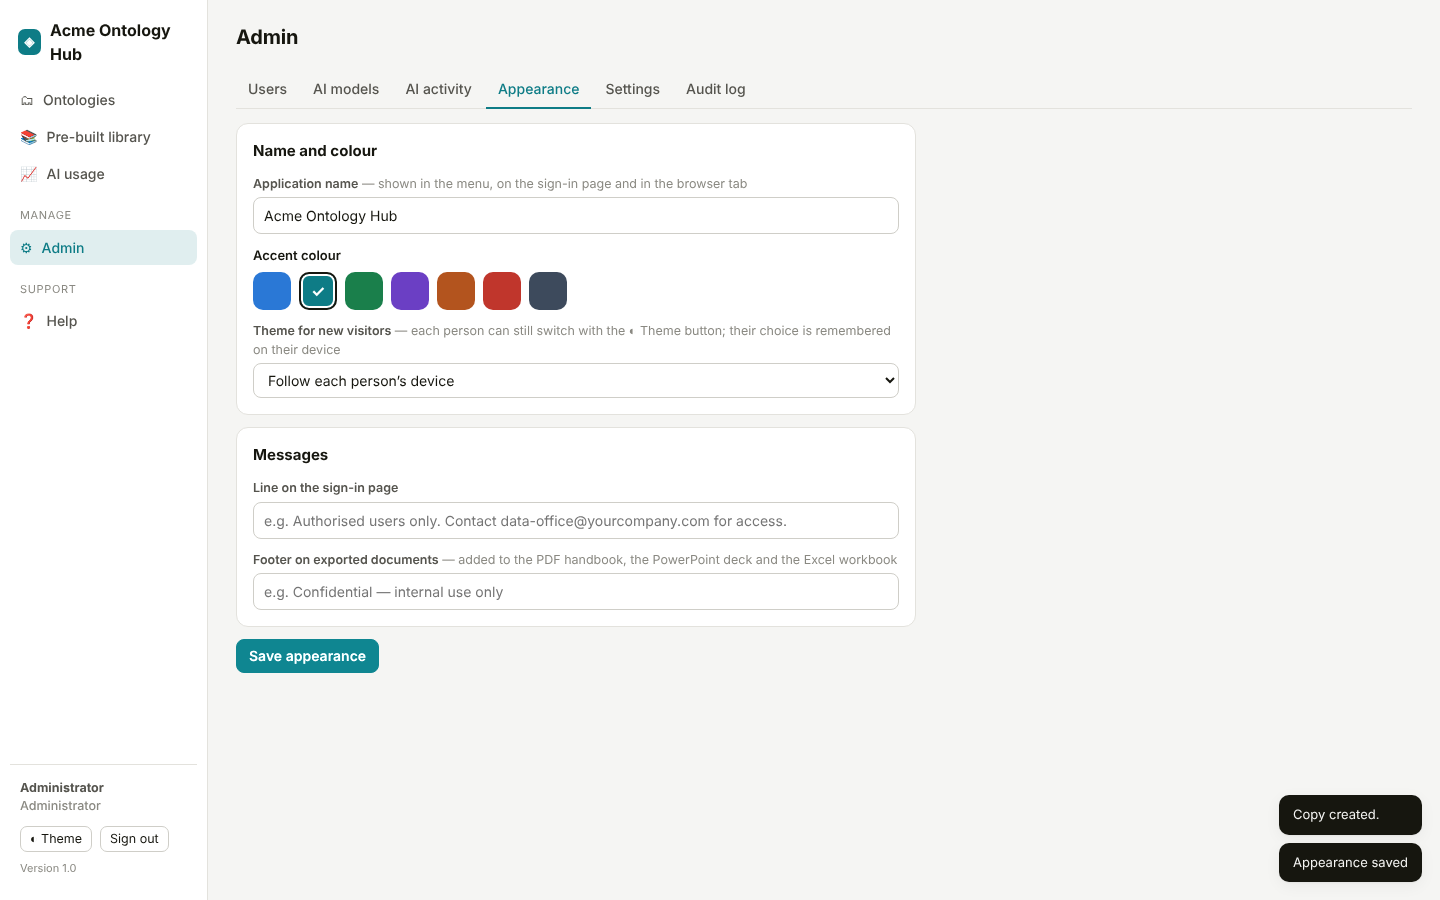 Acme Ontology
Hub
Ontologies
Pre-built library
AI usage
MANAGE
Admin
SUPPORT
Help
Administrator
Administrator
Theme
Sign out
Version 1.0
Admin
Users
AI models
AI activity
Appearance
Settings
Audit log
Name and colour
Application name — shown in the menu, on the sign-in page and in the browser tab
Acme Ontology Hub
Accent colour
Theme for new visitors — each person can still switch with the ◖ Theme button; their choice is remembered
on their device
Follow each person’s device
Messages
Line on the sign-in page
e.g. Authorised users only. Contact data-office@yourcompany.com for access.
Footer on exported documents — added to the PDF handbook, the PowerPoint deck and the Excel workbook
e.g. Confidential — internal use only
Save appearance
Copy created.
Appearance saved